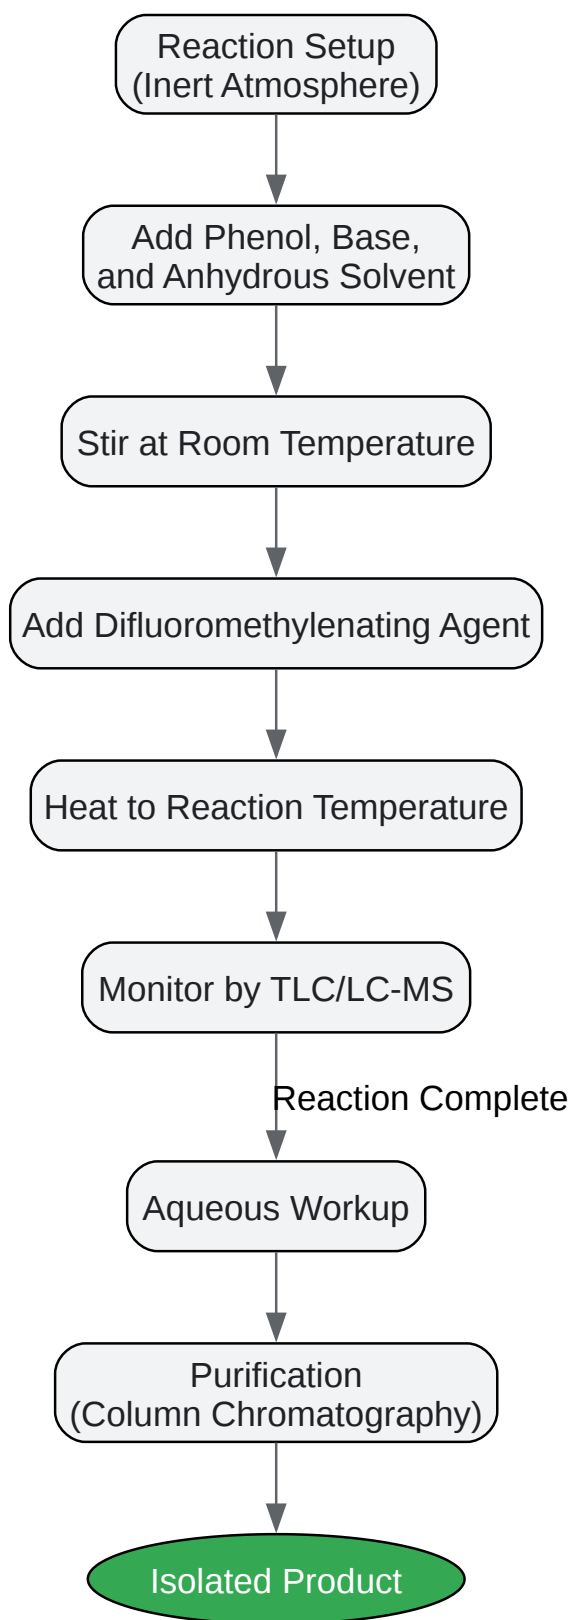 Reaction Setup
(Inert Atmosphere)
Add Phenol, Base,
and Anhydrous Solvent
Stir at Room Temperature
Add Difluoromethylenating Agent
Heat to Reaction Temperature
Monitor by TLC/LC-MS
Reaction Complete
Aqueous Workup
Purification
(Column Chromatography)
Isolated Product